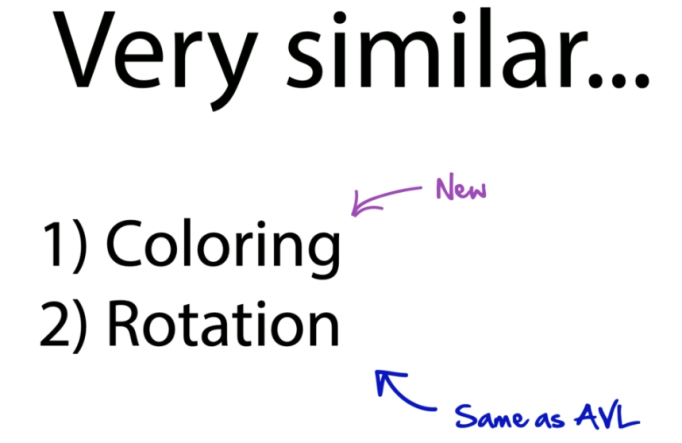 Very similar...
New
1) Coloring
2) Rotation
Same as AVL